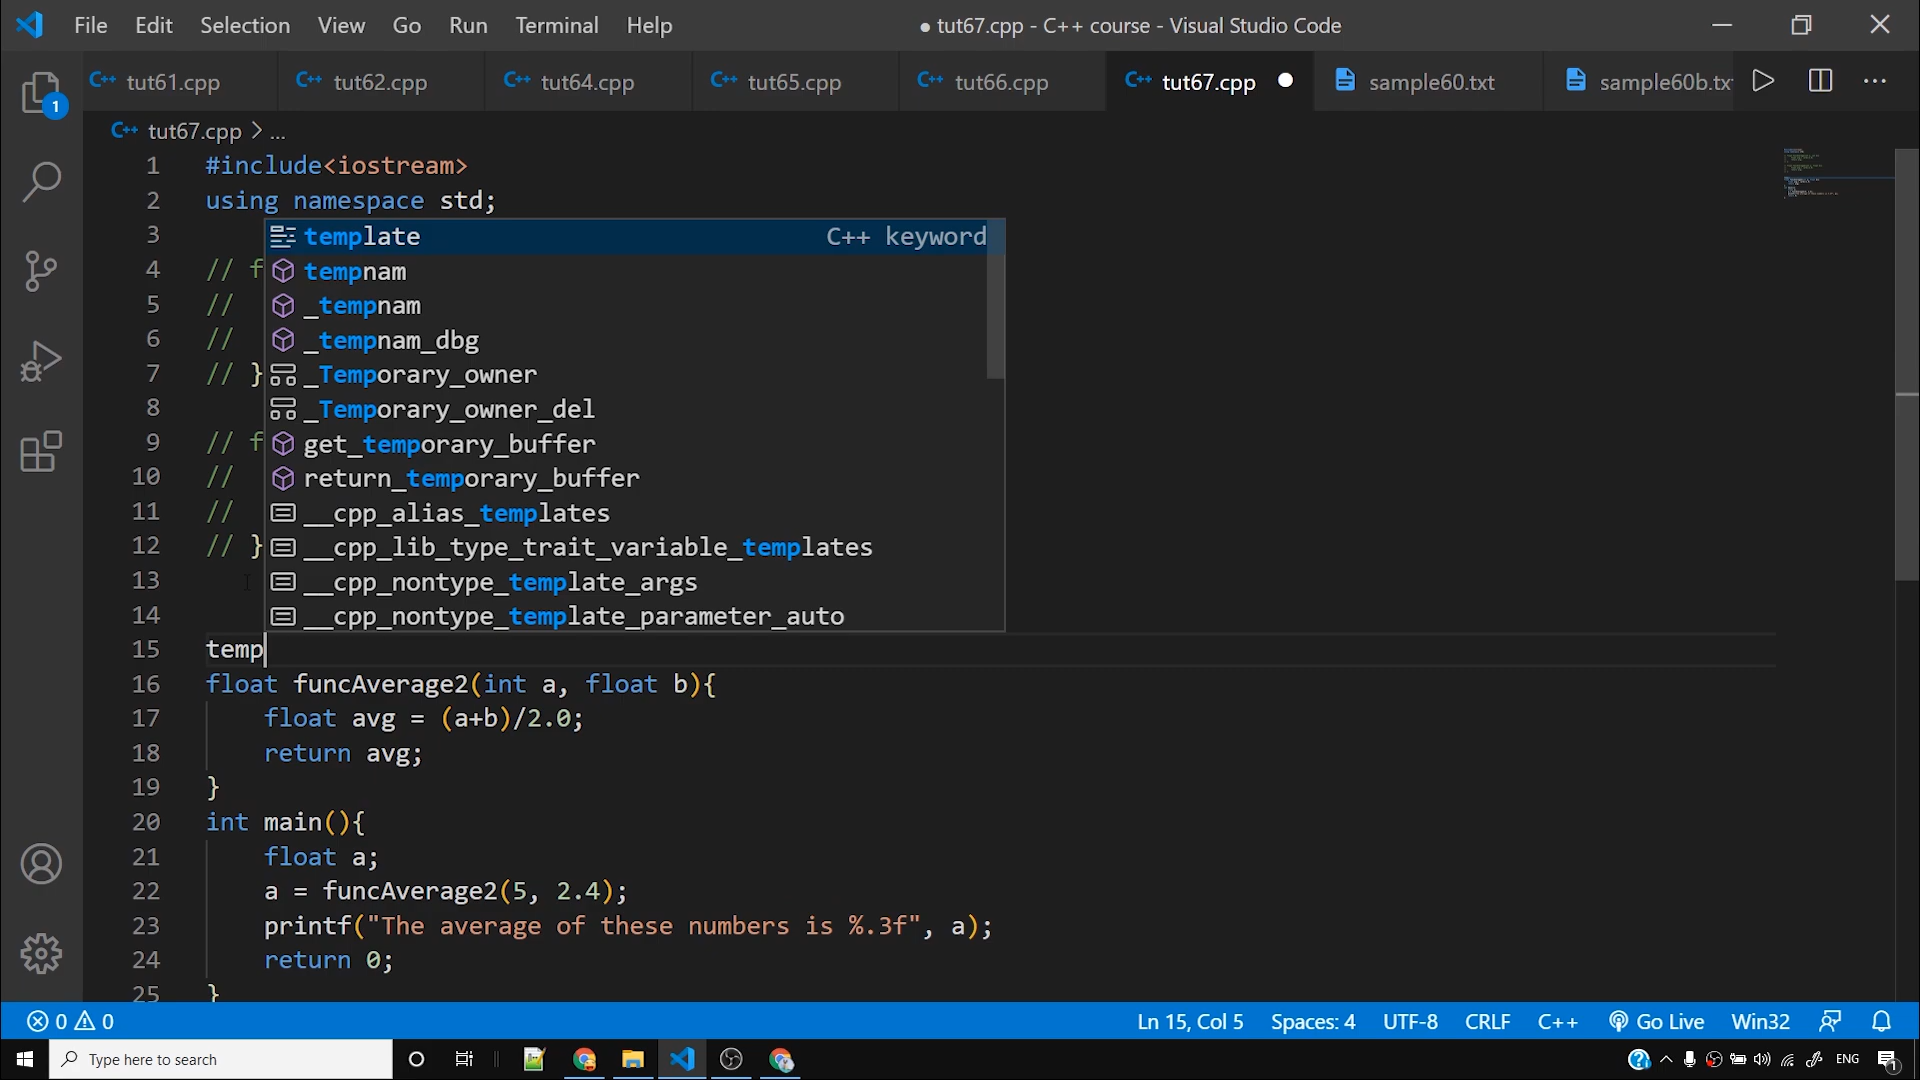 File Edit Selection View Go Run Terminal Help ● tut67.cpp - C++ course - Visual Studio Code
C++ tut61.cpp C++ tut62.cpp C++ tut64.cpp C++ tut65.cpp C++ tut66.cpp C++ tut67.cpp sample60.txt sample60b.tx
1
C++ tut67.cpp > ...
1 #include<iostream>
2 using namespace std;
3 template C++ keyword
4 // f tempnam
5 // _tempnam
6 // _tempnam_dbg
7 // } _Temporary_owner
8 _Temporary_owner_del
9 // f get_temporary_buffer
10 // return_temporary_buffer
11 // __cpp_alias_templates
12 // } __cpp_lib_type_trait_variable_templates
13 __cpp_nontype_template_args
14 __cpp_nontype_template_parameter_auto
15 temp
16 float funcAverage2(int a, float b){
17 float avg = (a+b)/2.0;
18 return avg;
19 }
20 int main(){
21 float a;
22 a = funcAverage2(5, 2.4);
23 printf("The average of these numbers is %.3f", a);
24 return 0;
25 }
0 0 Ln 15, Col 5 Spaces: 4 UTF-8 CRLF C++ Go Live Win32
Type here to search ENG 1